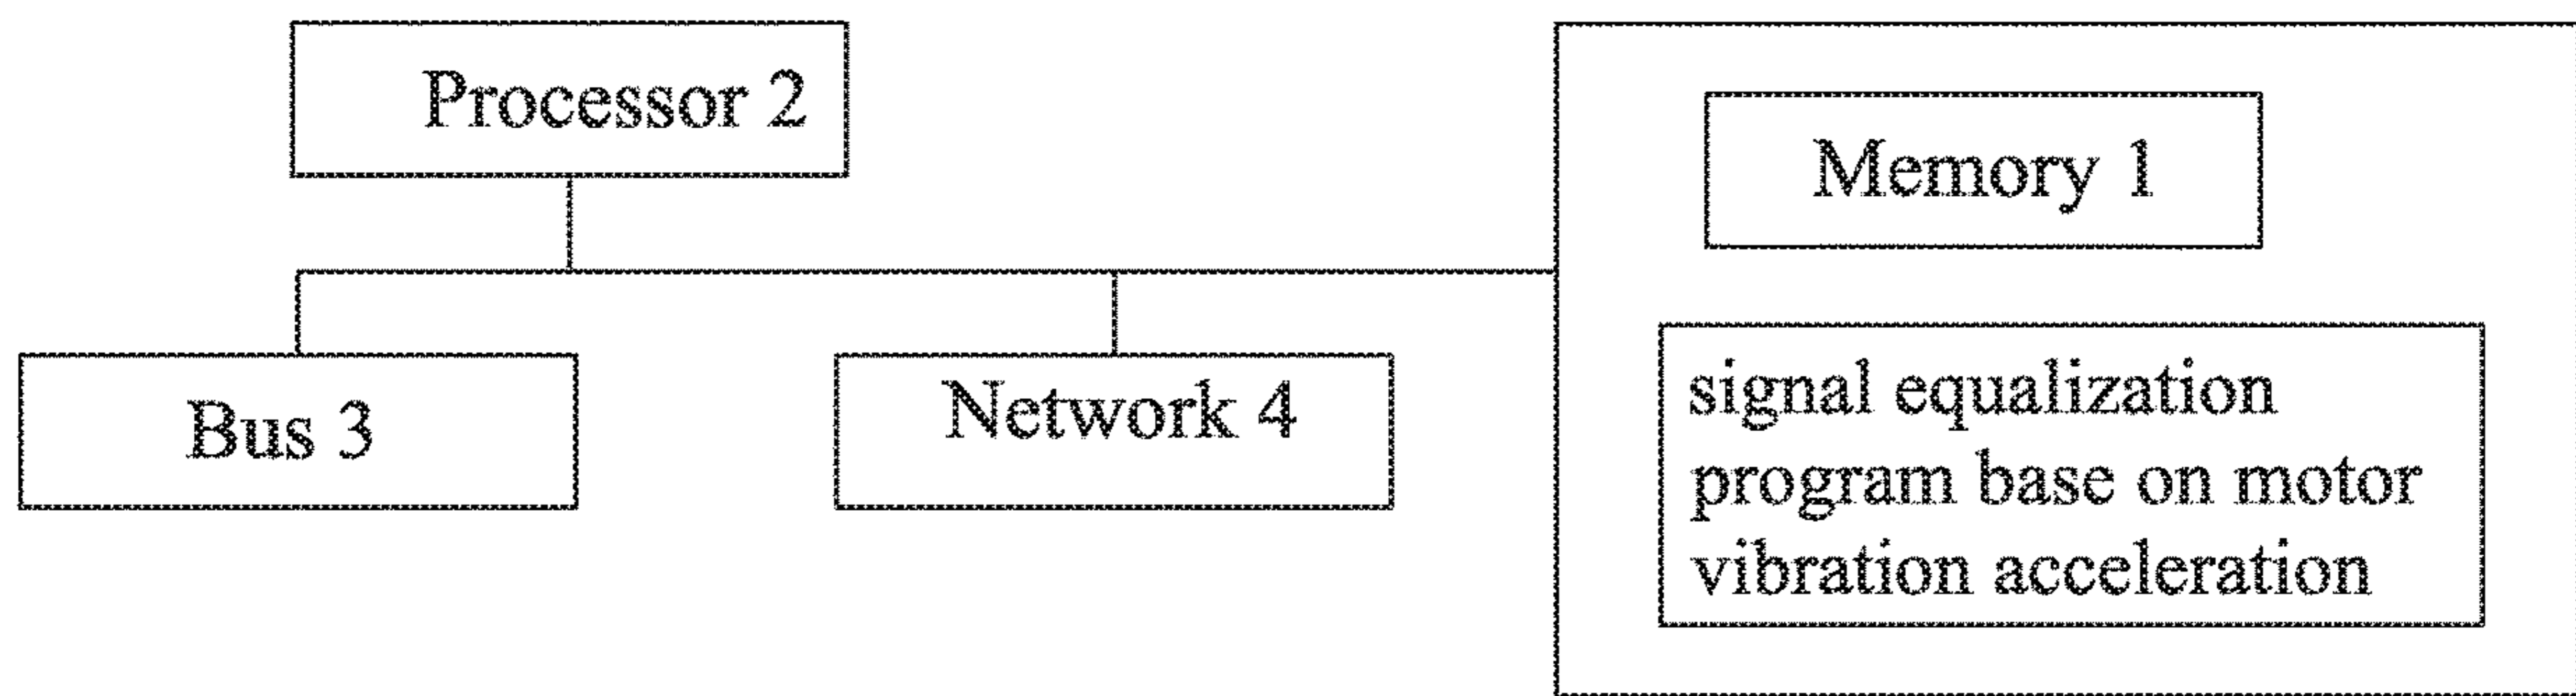 Processor 2
Memory 1
Bus 3
Network 4
signal equalization
program base on motor
vibration acceleration